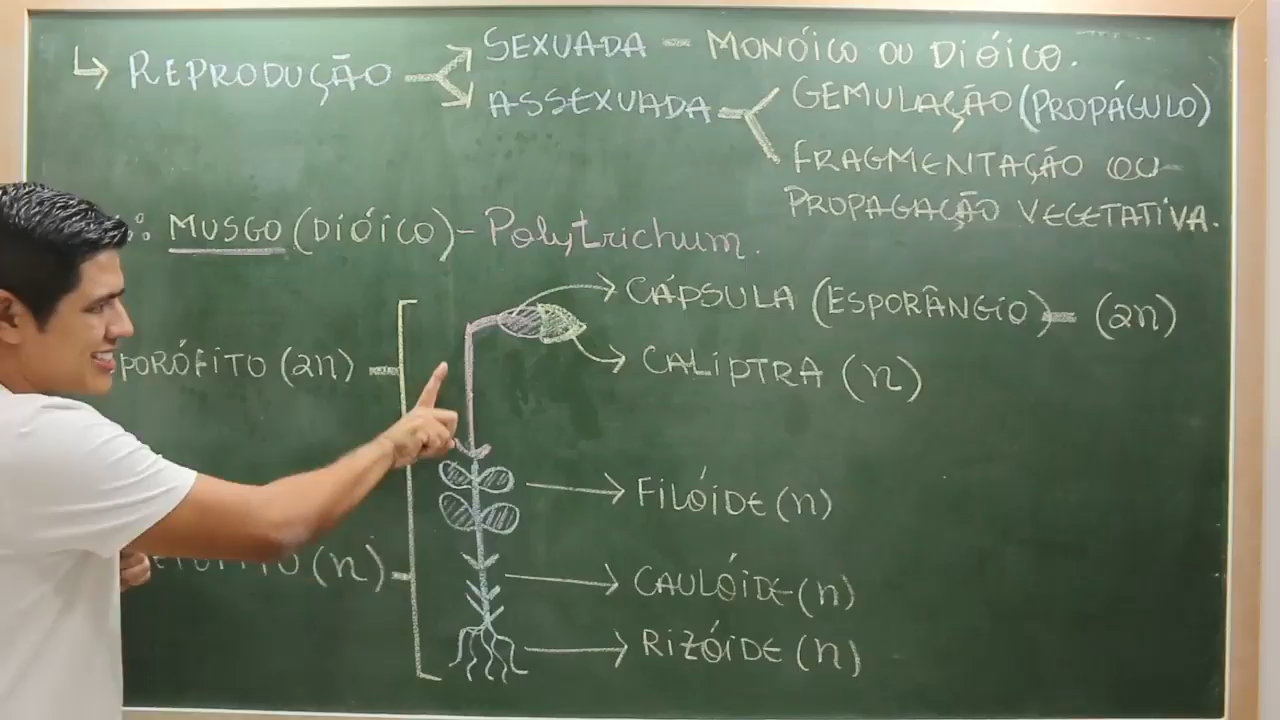 ↳ REPRODUÇÃO
SEXUADA – MONÓICO OU DIÓICO.
ASSEXUADA
GEMULAÇÃO (PROPÁGULO)
FRAGMENTAÇÃO OU
PROPAGAÇÃO VEGETATIVA.
MUSGO (DIÓICO) – Polytrichum.
CÁPSULA (ESPORÂNGIO) – (2n)
PORÓFITO (2n)
CALIPTRA (n)
FILÓIDE (n)
(n)
CAULÓIDE (n)
RIZÓIDE (n)